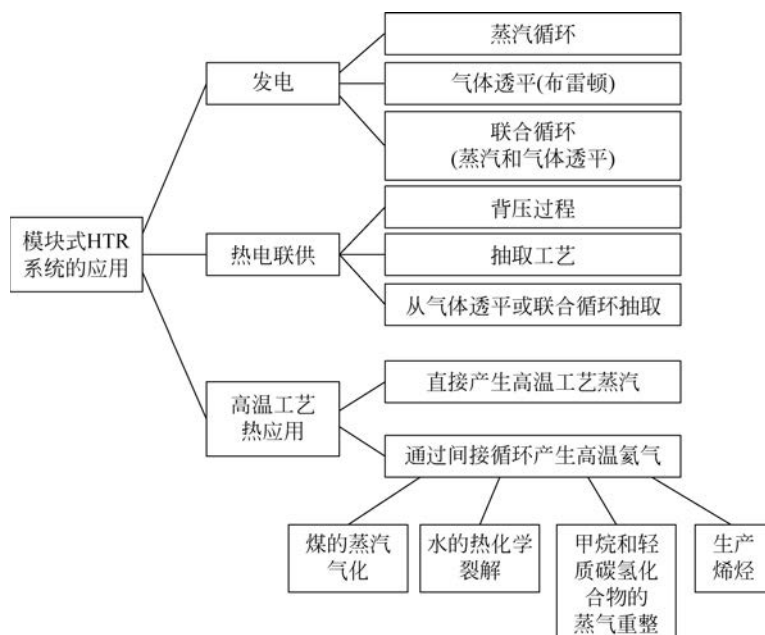 蒸汽循环
发电
气体透平(布雷顿)
联合循环
(蒸汽和气体透平)
背压过程
模块式HTR
系统的应用
热电联供
抽取工艺
从气体透平或联合循环抽取
直接产生高温工艺蒸汽
高温工艺
热应用
通过间接循环产生高温氦气
煤的蒸汽
气化
水的热化学
裂解
甲烷和轻
质碳氢化
合物的
蒸气重整
生产
烯烃